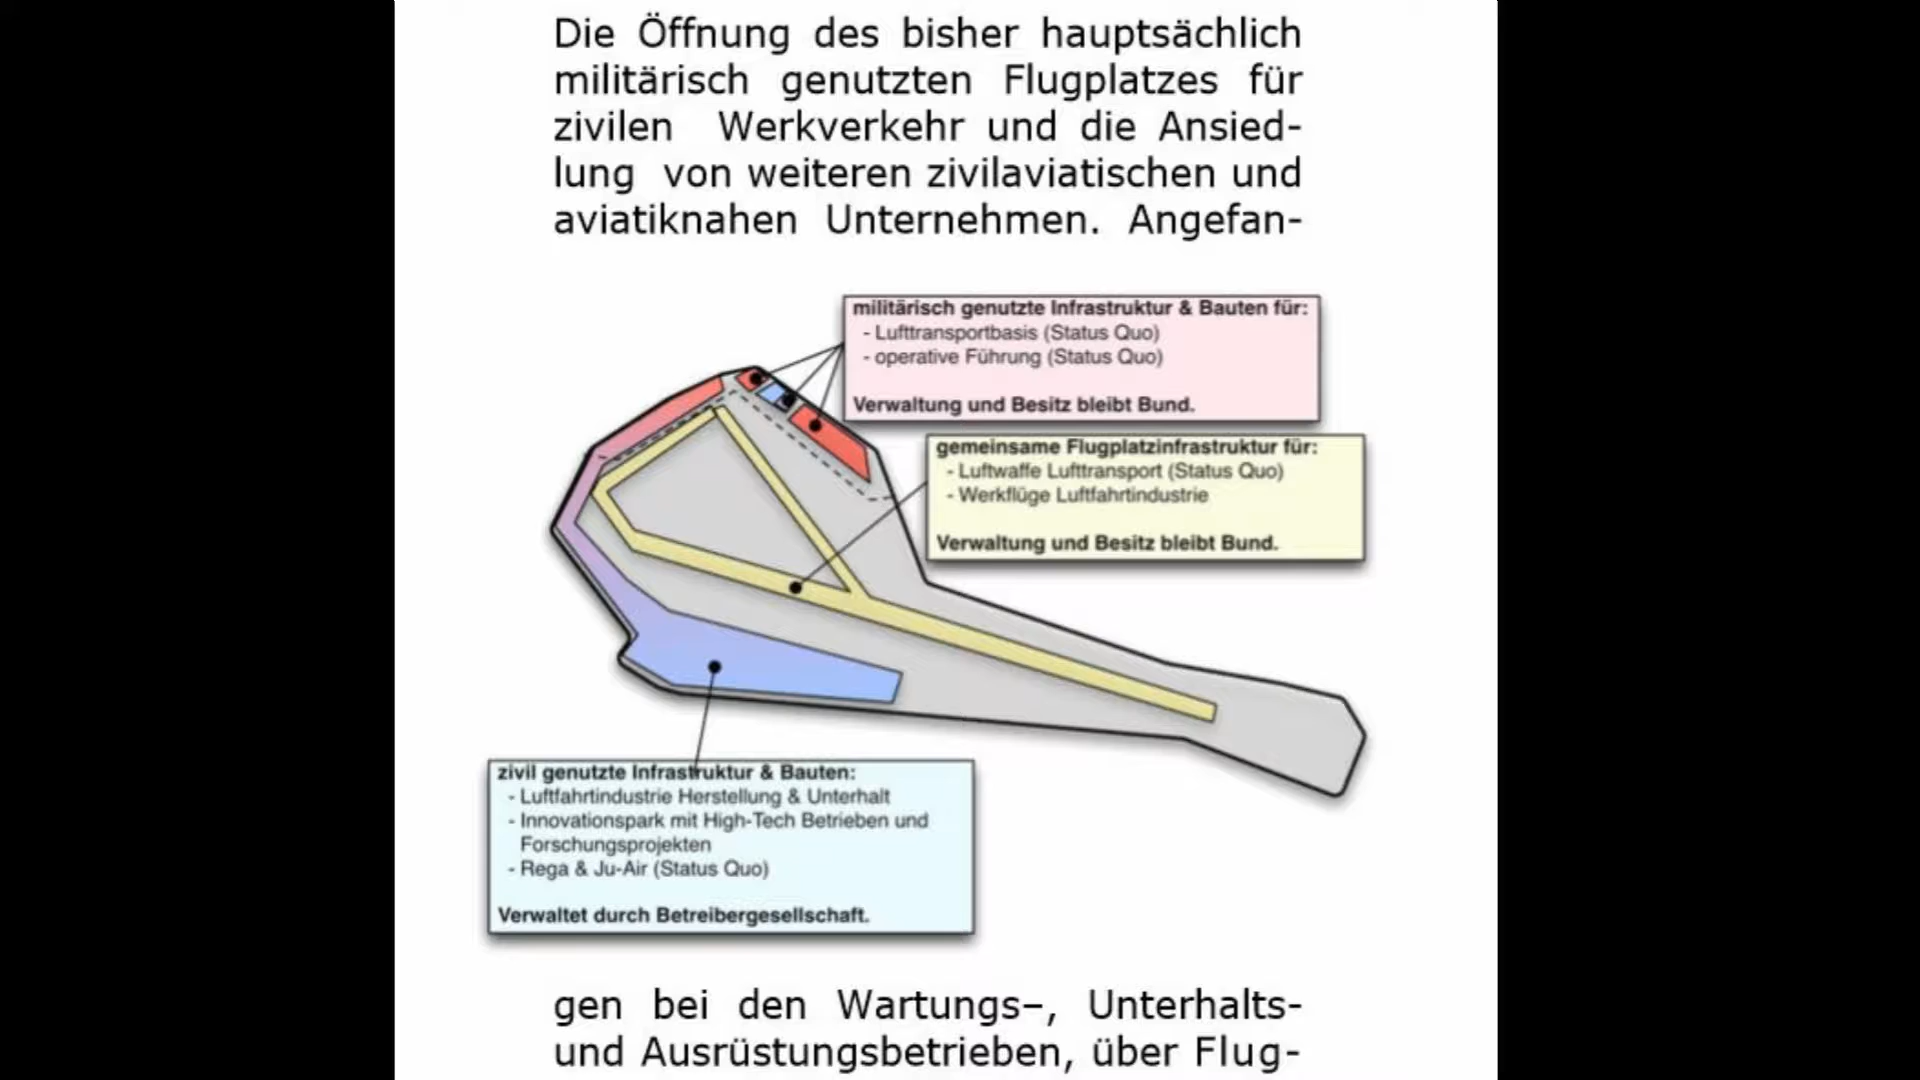 Die Öffnung des bisher hauptsächlich
militärisch genutzten Flugplatzes für
zivilen Werkverkehr und die Ansied-
lung von weiteren zivilaviatischen und
aviatiknahen Unternehmen. Angefan-
militärisch genutzte Infrastruktur & Bauten für:
- Lufttransportbasis (Status Quo)
- operative Führung (Status Quo)
Verwaltung und Besitz bleibt Bund.
gemeinsame Flugplatzinfrastruktur für:
- Luftwaffe Lufttransport (Status Quo)
- Werkflüge Luftfahrtindustrie
Verwaltung und Besitz bleibt Bund.
zivil genutzte Infrastruktur & Bauten:
- Luftfahrtindustrie Herstellung & Unterhalt
- Innovationspark mit High-Tech Betrieben und
Forschungsprojekten
- Rega & Ju-Air (Status Quo)
Verwaltet durch Betreibergesellschaft.
gen bei den Wartungs–, Unterhalts-
und Ausrüstungsbetrieben, über Flug-